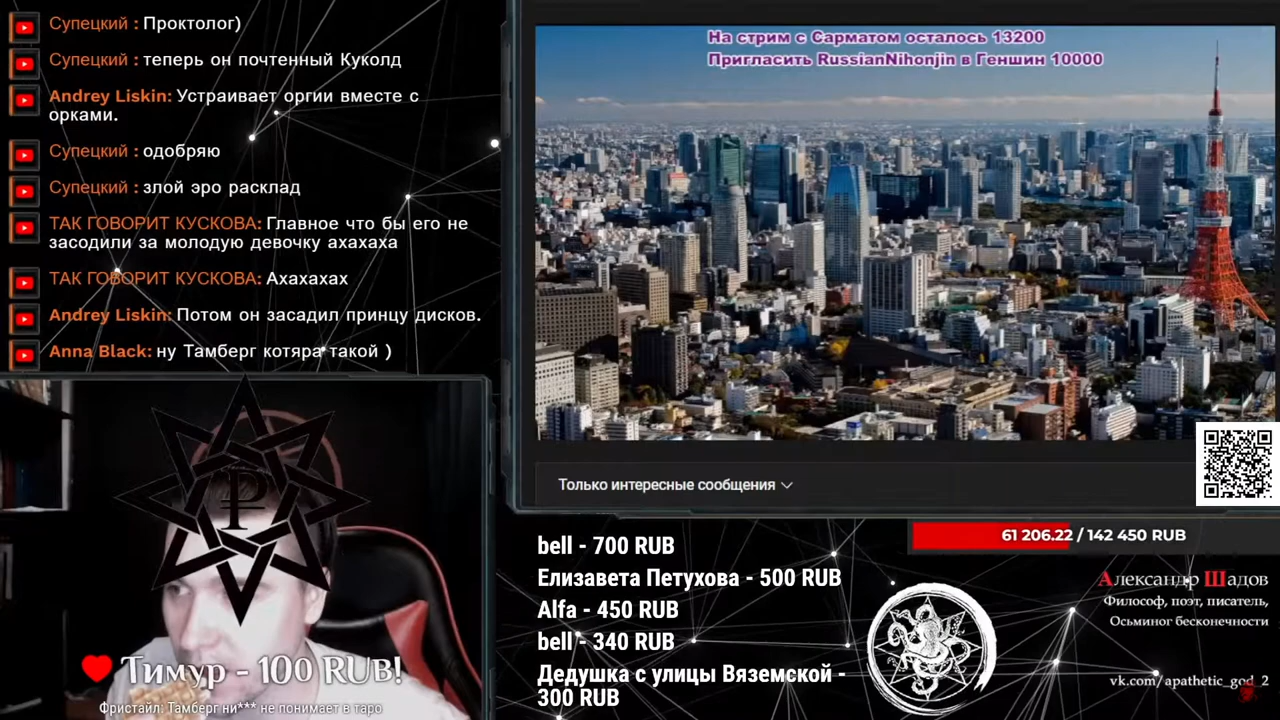 Супецкий : Проктолог)
Супецкий : теперь он почтенный Куколд
Andrey Liskin: Устраивает оргии вместе с
орками.
Супецкий : одобряю
Супецкий : злой эро расклад
ТАК ГОВОРИТ КУСКОВА: Главное что бы его не
засодили за молодую девочку ахахаха
ТАК ГОВОРИТ КУСКОВА: Ахахахах
Andrey Liskin: Потом он засадил принцу дисков.
Anna Black: ну Тамберг котяра такой )
На стрим с Сарматом осталось 13200
Пригласить RussianNihonjin в Геншин 10000
Только интересные сообщения
Тимур - 100 RUB!
Фристайл: Тамберг ни*** не понимает в таро
bell - 700 RUB
Елизавета Петухова - 500 RUB
Alfa - 450 RUB
bell - 340 RUB
Дедушка с улицы Вяземской -
300 RUB
61 206.22 / 142 450 RUB
Александр Шадов
Философ, поэт, писатель,
Осьминог бесконечности
vk.com/apathetic_god_2